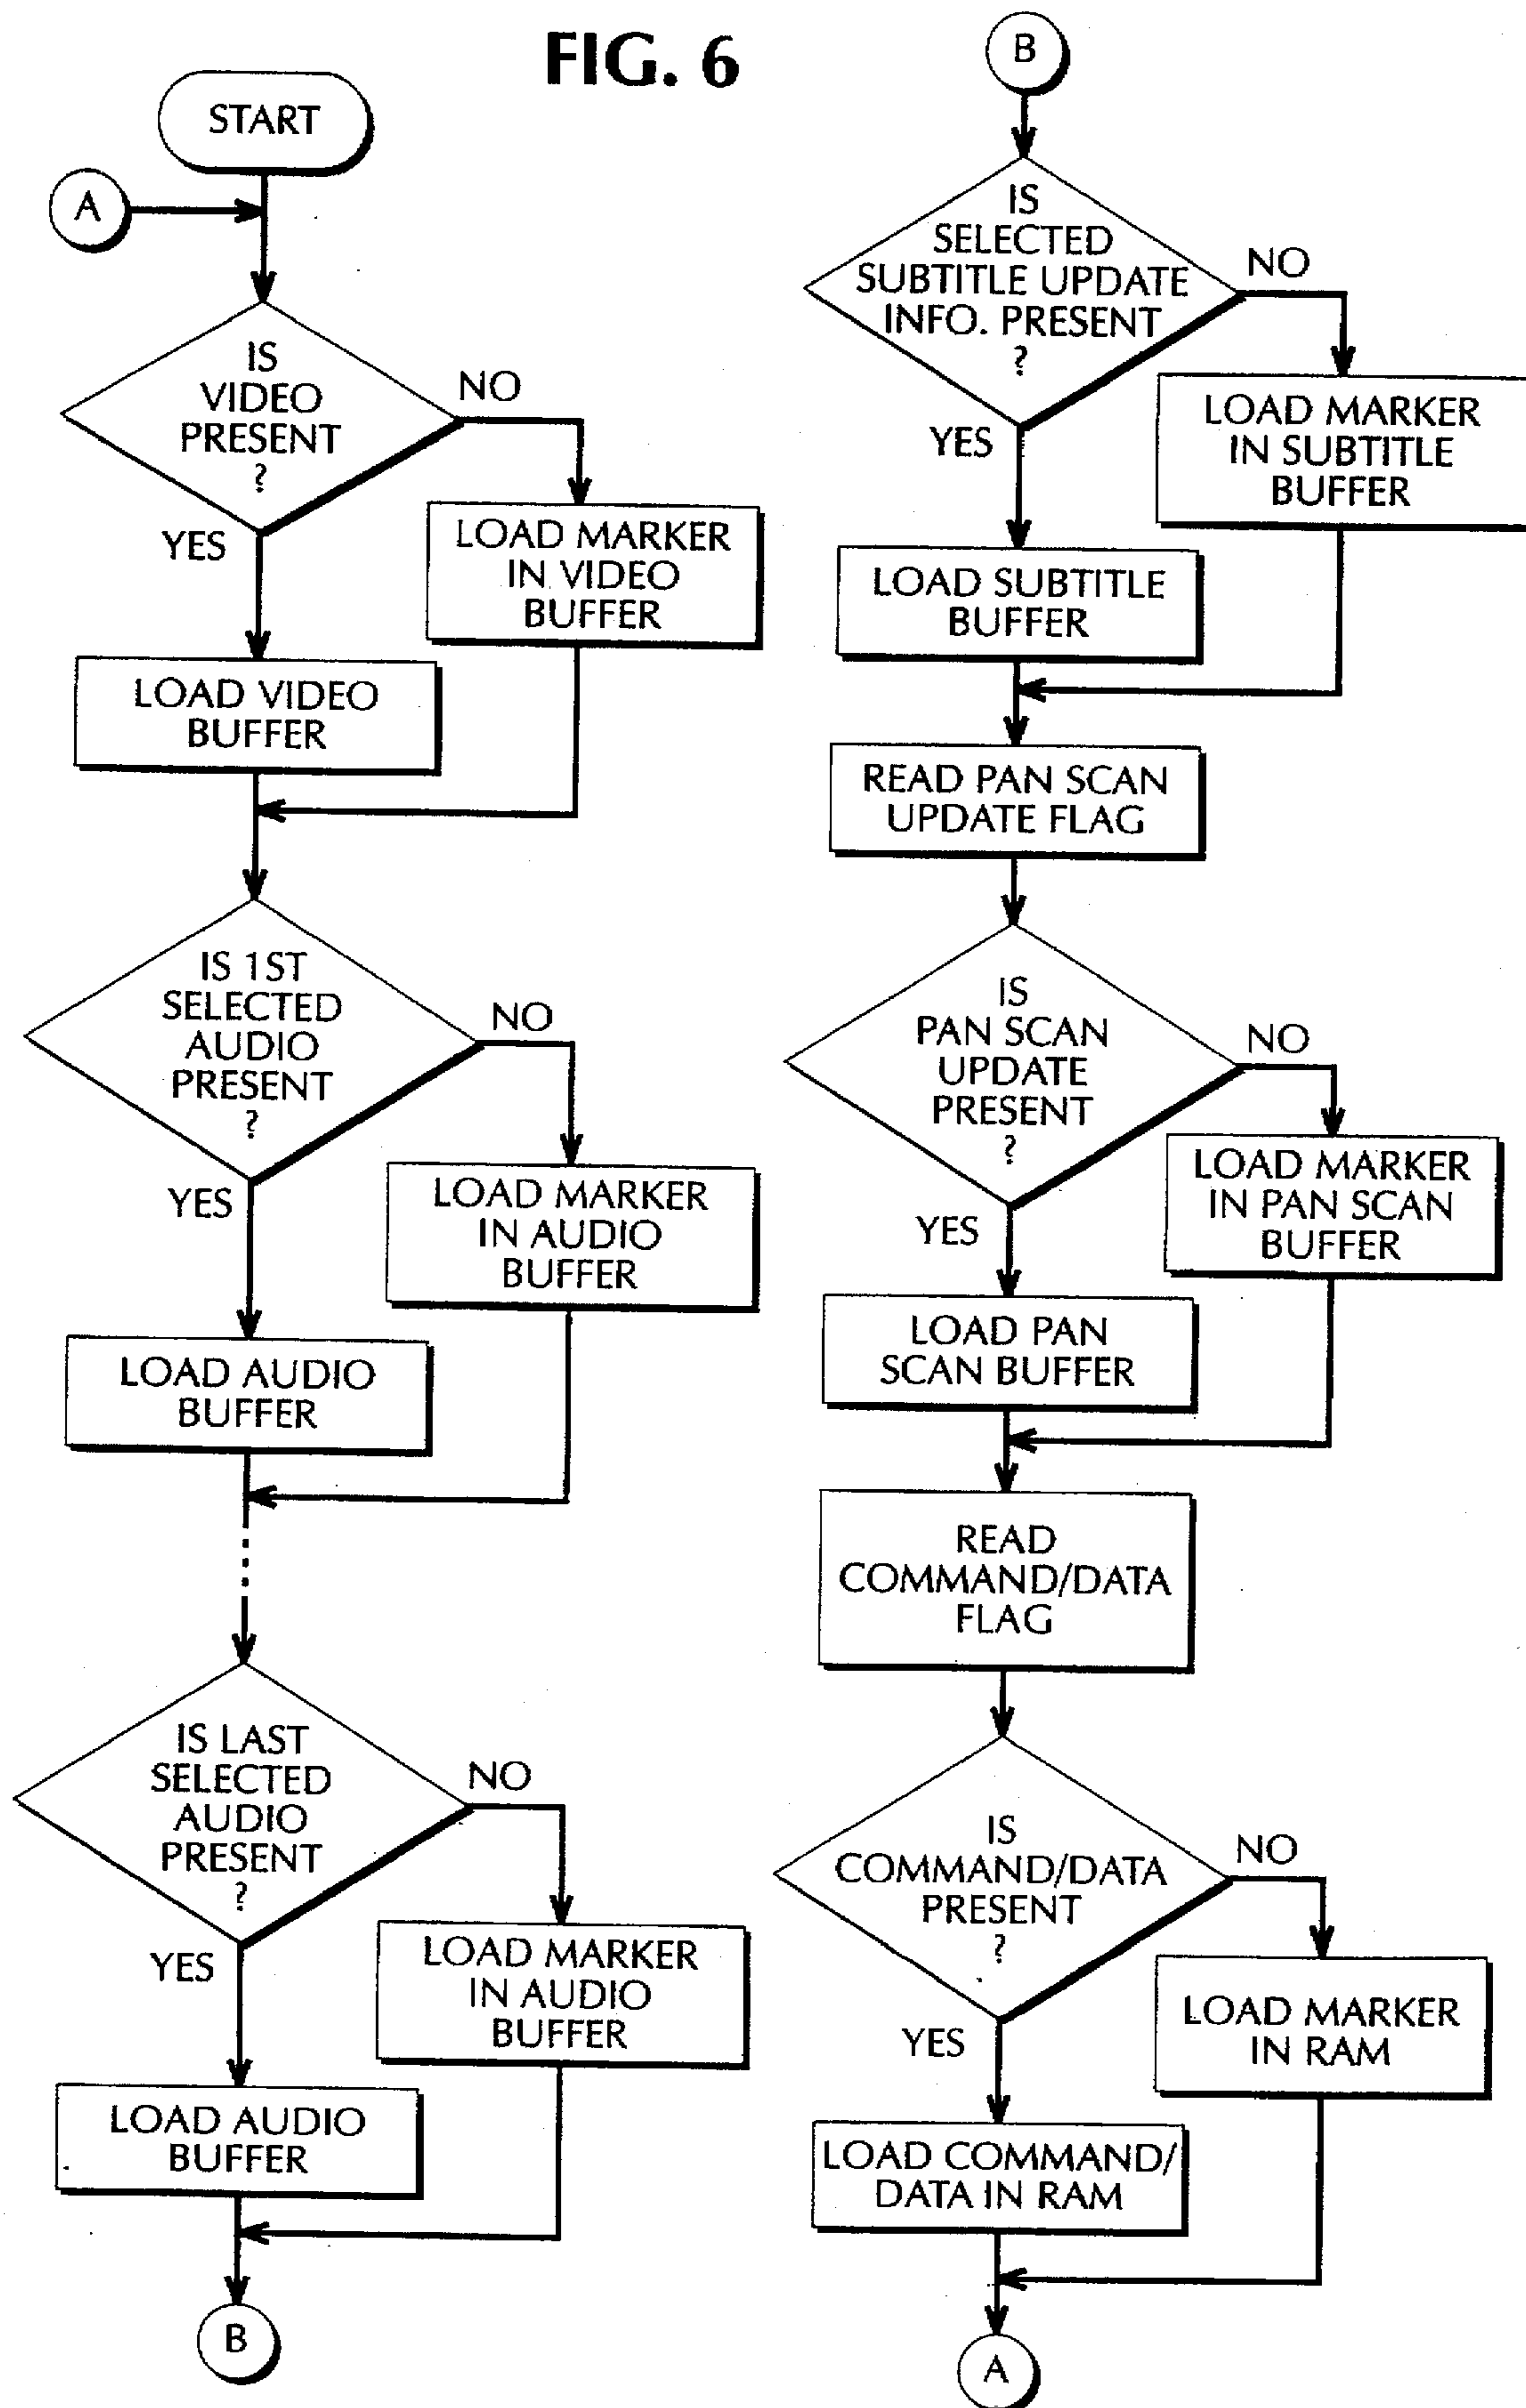 FIG. 6
START
A
IS
VIDEO
PRESENT
?
NO
YES
LOAD MARKER
IN VIDEO
BUFFER
LOAD VIDEO
BUFFER
IS 1ST
SELECTED
AUDIO
PRESENT
?
NO
YES
LOAD MARKER
IN AUDIO
BUFFER
LOAD AUDIO
BUFFER
IS LAST
SELECTED
AUDIO
PRESENT
?
NO
YES
LOAD MARKER
IN AUDIO
BUFFER
LOAD AUDIO
BUFFER
B
B
IS
SELECTED
SUBTITLE UPDATE
INFO. PRESENT
?
NO
YES
LOAD MARKER
IN SUBTITLE
BUFFER
LOAD SUBTITLE
BUFFER
READ PAN SCAN
UPDATE FLAG
IS
PAN SCAN
UPDATE
PRESENT
?
NO
YES
LOAD MARKER
IN PAN SCAN
BUFFER
LOAD PAN
SCAN BUFFER
READ
COMMAND/DATA
FLAG
IS
COMMAND/DATA
PRESENT
?
NO
YES
LOAD MARKER
IN RAM
LOAD COMMAND/
DATA IN RAM
A